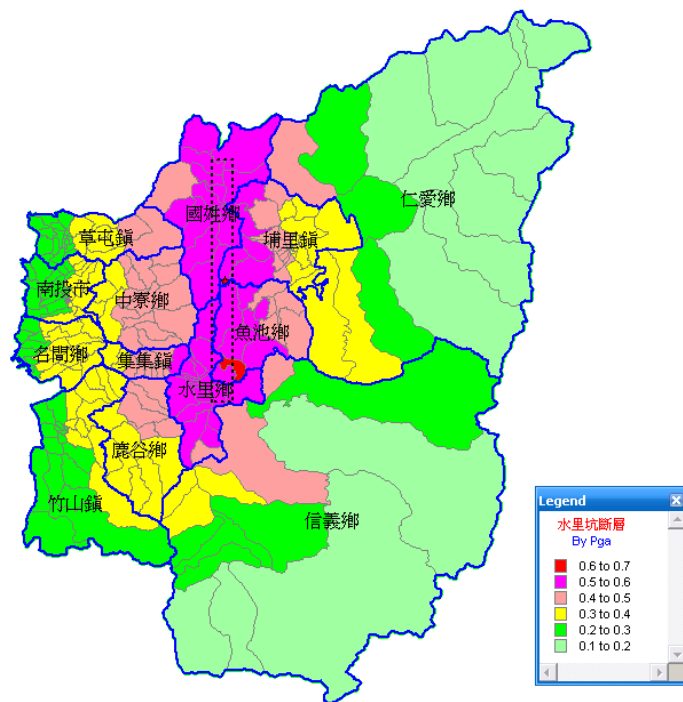 仁愛鄉
國姓鄉
草屯鎮
埔里鎮
南投市
中寮鄉
魚池鄉
名間鄉
集集鎮
水里鄉
鹿谷鄉
竹山鎮
信義鄉
Legend
水里坑斷層
By Pga
0.6 to 0.7
0.5 to 0.6
0.4 to 0.5
0.3 to 0.4
0.2 to 0.3
0.1 to 0.2